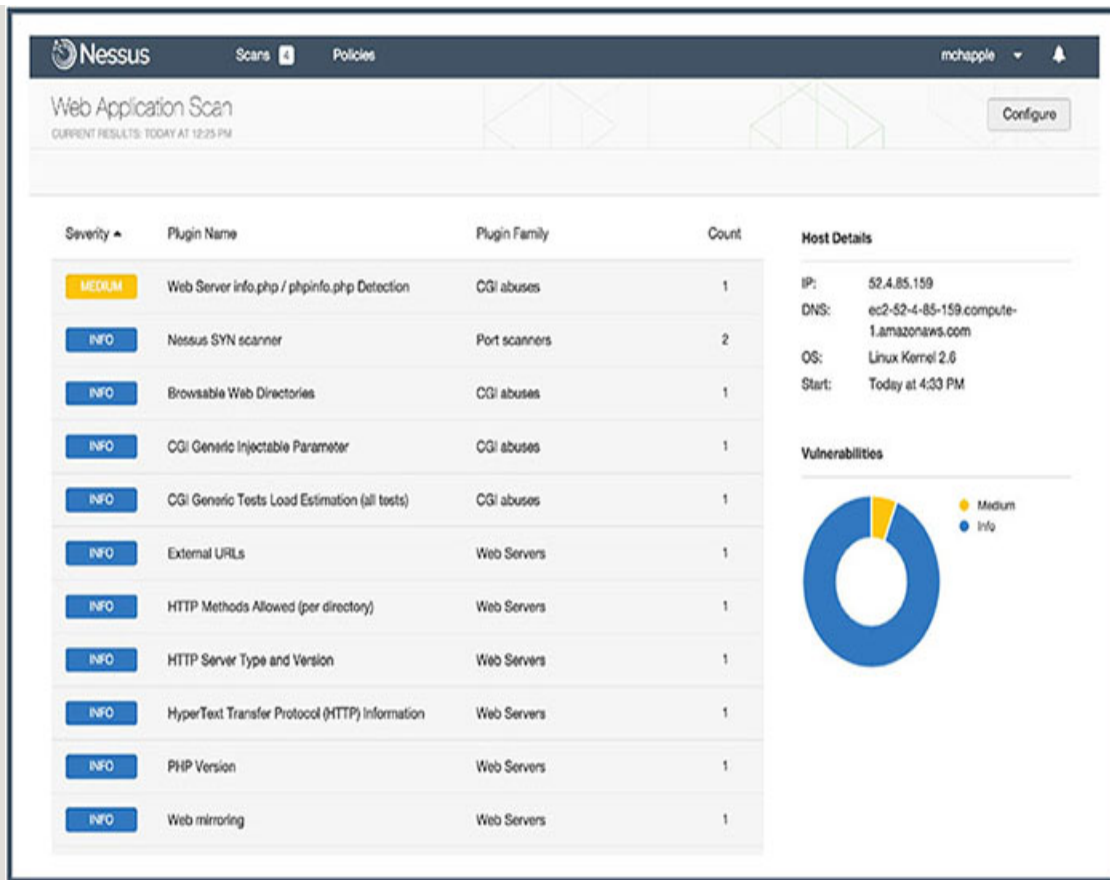 Nessus Scans 4 Policies mchapple
Web Application Scan
CURRENT RESULTS: TODAY AT 12:25 PM
Configure
Severity Plugin Name Plugin Family Count
MEDIUM Web Server info.php / phpinfo.php Detection CGI abuses 1
INFO Nessus SYN scanner Port scanners 2
INFO Browsable Web Directories CGI abuses 1
INFO CGI Generic Injectable Parameter CGI abuses 1
INFO CGI Generic Tests Load Estimation (all tests) CGI abuses 1
INFO External URLs Web Servers 1
INFO HTTP Methods Allowed (per directory) Web Servers 1
INFO HTTP Server Type and Version Web Servers 1
INFO HyperText Transfer Protocol (HTTP) Information Web Servers 1
INFO PHP Version Web Servers 1
INFO Web mirroring Web Servers 1
Host Details
IP: 52.4.85.159
DNS: ec2-52-4-85-159.compute-
1.amazonaws.com
OS: Linux Kernel 2.6
Start: Today at 4:33 PM
Vulnerabilities
Medium
Info